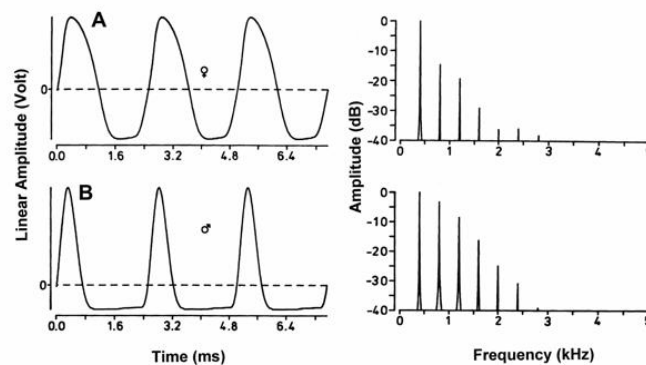 A
♀
0
0.0 1.6 3.2 4.8 6.4
B
♂
0
0.0 1.6 3.2 4.8 6.4
Linear Amplitude (Volt)
Time (ms)
0
-10
-20
-30
-40
0 1 2 3 4 5
0
-10
-20
-30
-40
0 1 2 3 4 5
Amplitude (dB)
Frequency (kHz)